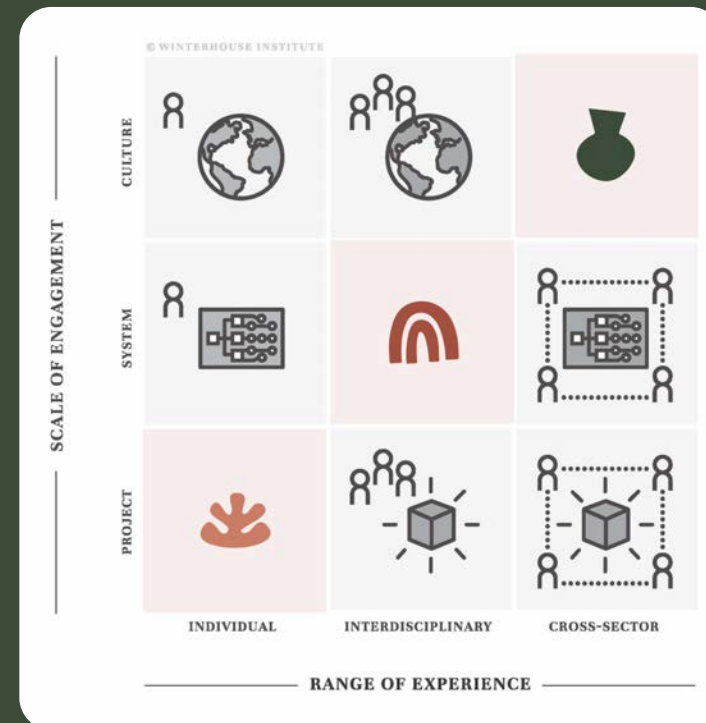 © WINTERHOUSE INSTITUTE
SCALE OF ENGAGEMENT
CULTURE
SYSTEM
PROJECT
INDIVIDUAL
INTERDISCIPLINARY
CROSS-SECTOR
RANGE OF EXPERIENCE